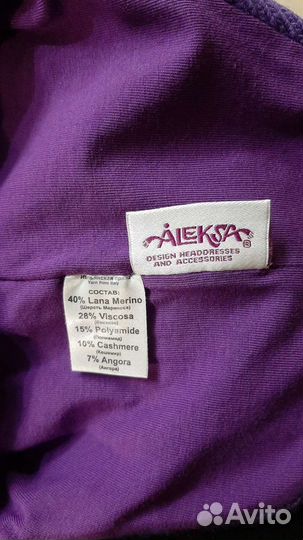 ALEKSA®
DESIGN HEADDRESSES
AND ACCESSORIES
Yarn from Italy
СОСТАВ:
40% Lana Merino
(Шерсть Мериноса)
28% Viscosa
(Вискоза)
15% Polyamide
(Полиамид)
10% Cashmere
(Кашемир)
7% Angora
(Ангора)
Avito